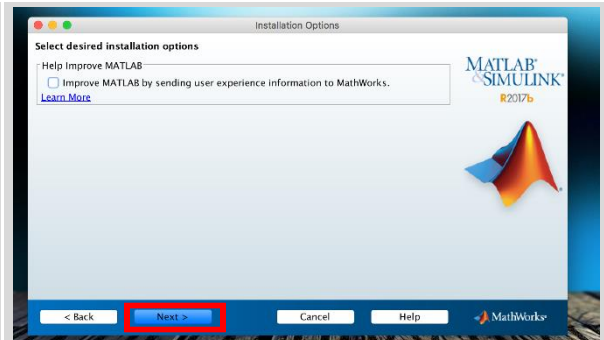 Installation Options
Select desired installation options
Help Improve MATLAB
Improve MATLAB by sending user experience information to MathWorks.
Learn More
MATLAB®
&SIMULINK®
R2017b
< Back
Next >
Cancel
Help
MathWorks®